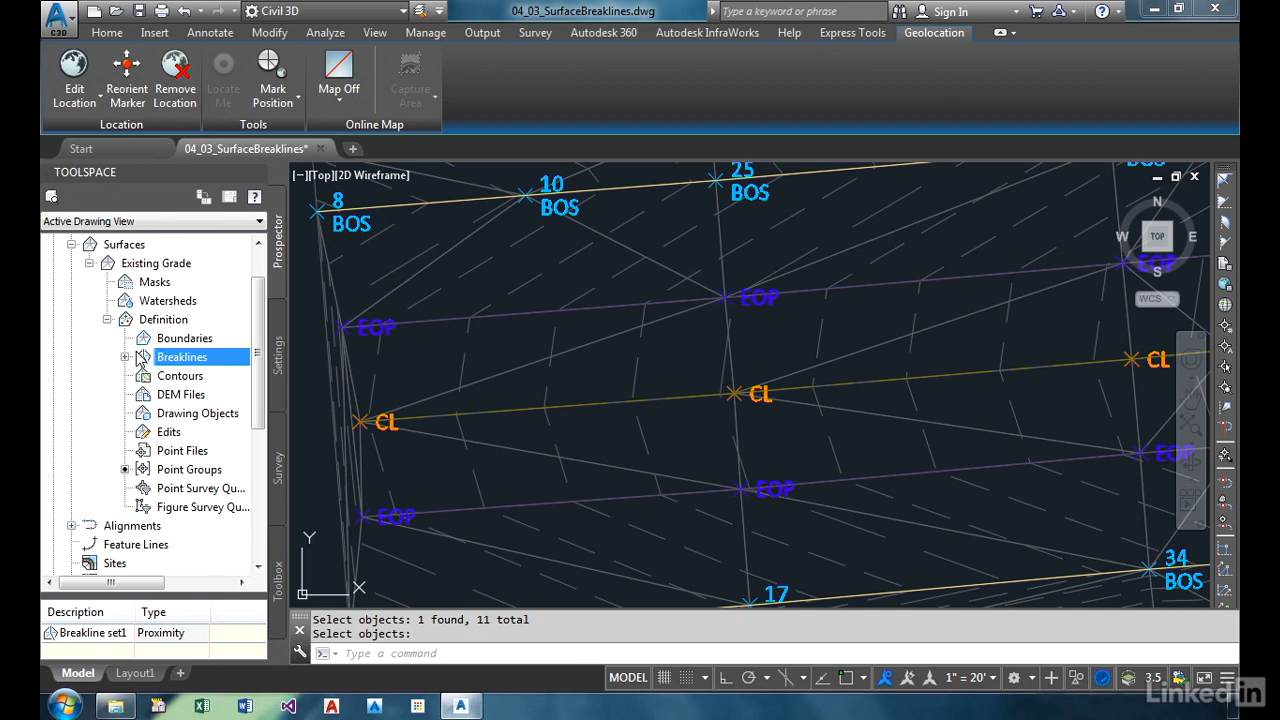 Civil 3D
04_03_SurfaceBreaklines.dwg
Type a keyword or phrase
Sign In
C3D
Home Insert Annotate Modify Analyze View Manage Output Survey Autodesk 360 Autodesk InfraWorks Help Express Tools Geolocation
Edit Location
Reorient Marker
Remove Location
Locate Me
Mark Position
Map Off
Capture Area
Location
Tools
Online Map
Start
04_03_SurfaceBreaklines*
TOOLSPACE
Active Drawing View
Surfaces
Existing Grade
Masks
Watersheds
Definition
Boundaries
Breaklines
Contours
DEM Files
Drawing Objects
Edits
Point Files
Point Groups
Point Survey Qu...
Figure Survey Qu...
Alignments
Feature Lines
Sites
Description Type
Breakline set1 Proximity
Prospector
Settings
Survey
Toolbox
[−][Top][2D Wireframe]
8
BOS
10
BOS
25
BOS
BOS
EOP
EOP
EOP
CL
CL
CL
EOP
EOP
EOP
17
34
BOS
N
W TOP E
S
WCS
Y
X
Select objects: 1 found, 11 total
Select objects:
Type a command
Model Layout1
MODEL
1" = 20'
3.5
LinkedIn